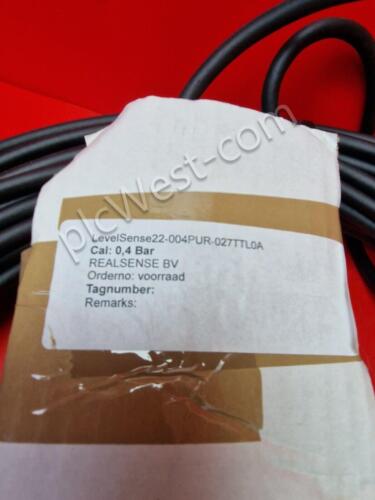 plcWest-com
LevelSense22-004PUR-027TTL0A
Cal: 0,4 Bar
REALSENSE BV
Orderno: voorraad
Tagnumber:
Remarks: